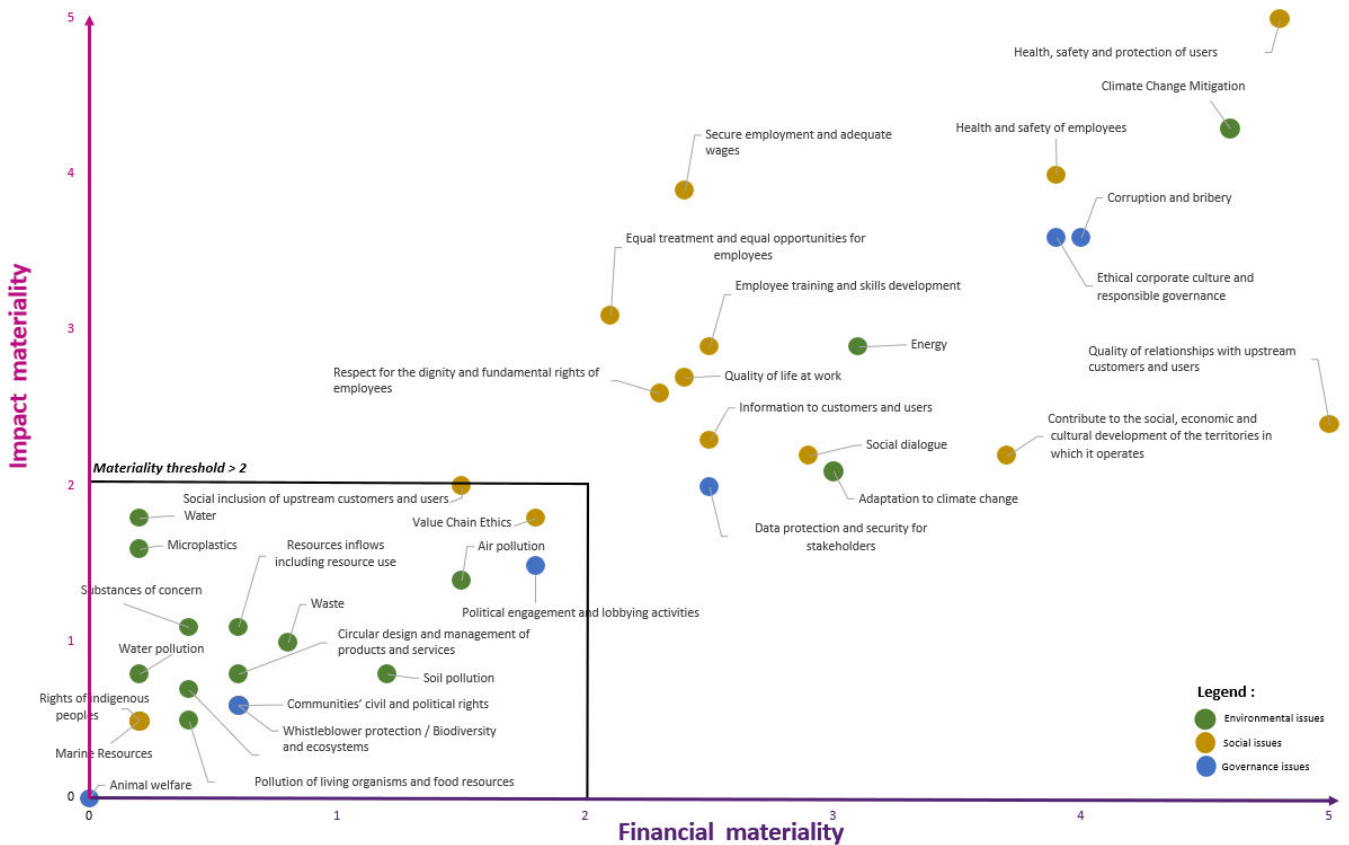 5
Health, safety and protection of users
Climate Change Mitigation
Secure employment and adequate
wages
Health and safety of employees
4
Corruption and bribery
Equal treatment and equal opportunities for
employees
Ethical corporate culture and
responsible governance
Employee training and skills development
3
Energy
Quality of relationships with upstream
customers and users
Respect for the dignity and fundamental rights of
employees
Quality of life at work
Information to customers and users
Contribute to the social, economic and
cultural development of the territories in
which it operates
Social dialogue
Impact materiality
Materiality threshold > 2
2
Social inclusion of upstream customers and users
Adaptation to climate change
Water
Value Chain Ethics
Data protection and security for
stakeholders
Microplastics
Resources inflows
including resource use
Air pollution
Substances of concern
Waste
Political engagement and lobbying activities
1
Circular design and management of
products and services
Water pollution
Soil pollution
Rights of indigenous
peoples
Communities' civil and political rights
Whistleblower protection / Biodiversity
and ecosystems
Marine Resources
Animal welfare
Pollution of living organisms and food resources
Legend :
Environmental issues
Social issues
Governance issues
0
0
1
2
3
4
5
Financial materiality